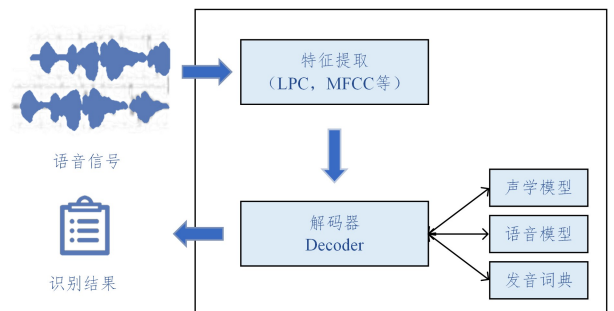 特征提取
（LPC，MFCC等）
语音信号
解码器
Decoder
声学模型
语音模型
发音词典
识别结果